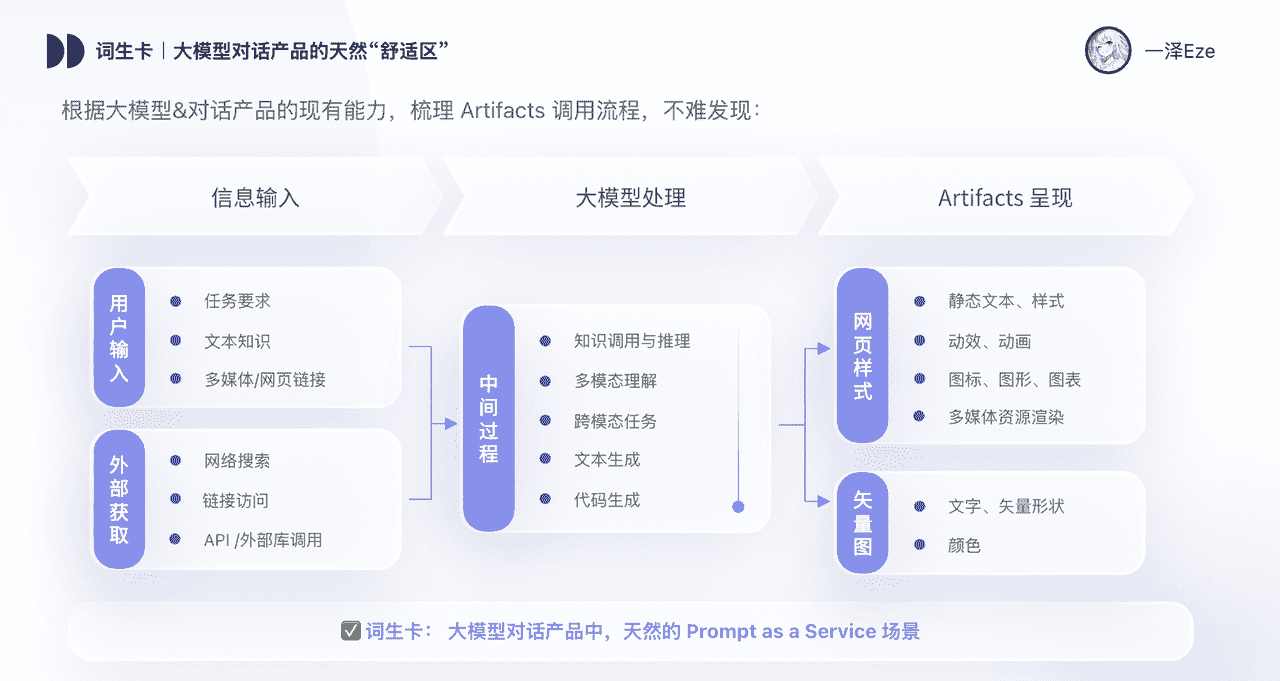 词生卡｜大模型对话产品的天然“舒适区”
一泽Eze
根据大模型&对话产品的现有能力，梳理 Artifacts 调用流程，不难发现：
信息输入
大模型处理
Artifacts 呈现
用户输入
任务要求
文本知识
多媒体/网页链接
外部获取
网络搜索
链接访问
API /外部库调用
中间过程
知识调用与推理
多模态理解
跨模态任务
文本生成
代码生成
网页样式
静态文本、样式
动效、动画
图标、图形、图表
多媒体资源渲染
矢量图
文字、矢量形状
颜色
词生卡： 大模型对话产品中，天然的 Prompt as a Service 场景